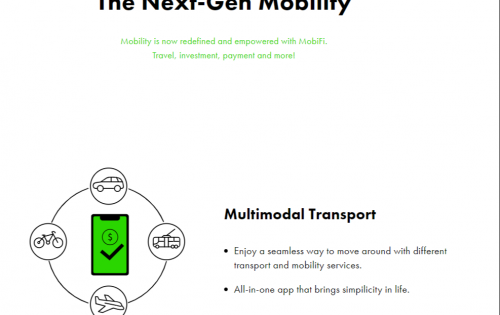 The Next-Gen Mobility
Mobility is now redefined and empowered with MobiFi.
Travel, investment, payment and more!
$
Multimodal Transport
Enjoy a seamless way to move around with different
transport and mobility services.
All-in-one app that brings simpilicity in life.